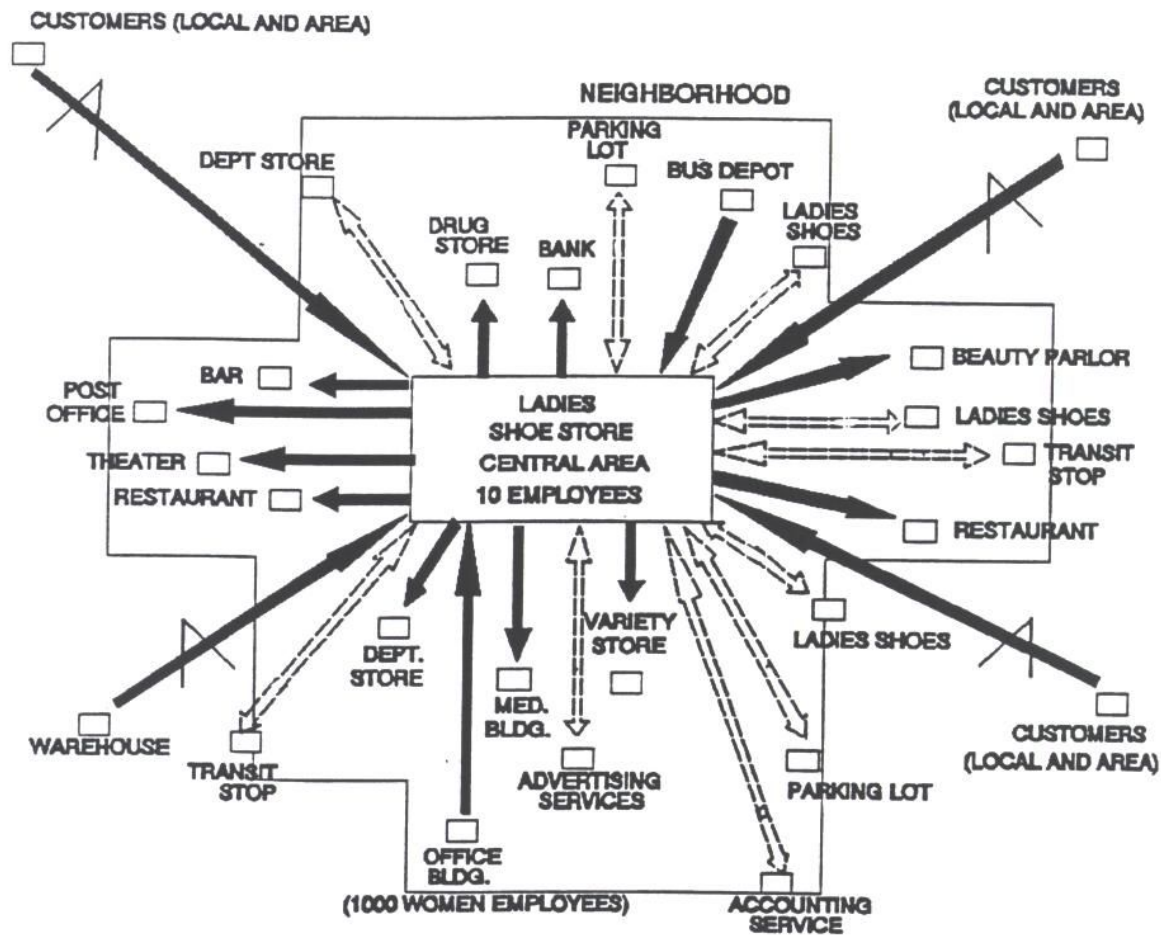 CUSTOMERS (LOCAL AND AREA)
NEIGHBORHOOD
CUSTOMERS
(LOCAL AND AREA)
PARKING
LOT
DEPT STORE
BUS DEPOT
LADIES
SHOES
DRUG
STORE
BANK
BAR
POST
OFFICE
THEATER
RESTAURANT
LADIES
SHOE STORE
CENTRAL AREA
10 EMPLOYEES
BEAUTY PARLOR
LADIES SHOES
TRANSIT
STOP
RESTAURANT
DEPT.
STORE
VARIETY
STORE
LADIES SHOES
MED.
BLDG.
WAREHOUSE
TRANSIT
STOP
ADVERTISING
SERVICES
PARKING LOT
CUSTOMERS
(LOCAL AND AREA)
OFFICE
BLDG.
(1000 WOMEN EMPLOYEES)
ACCOUNTING
SERVICE